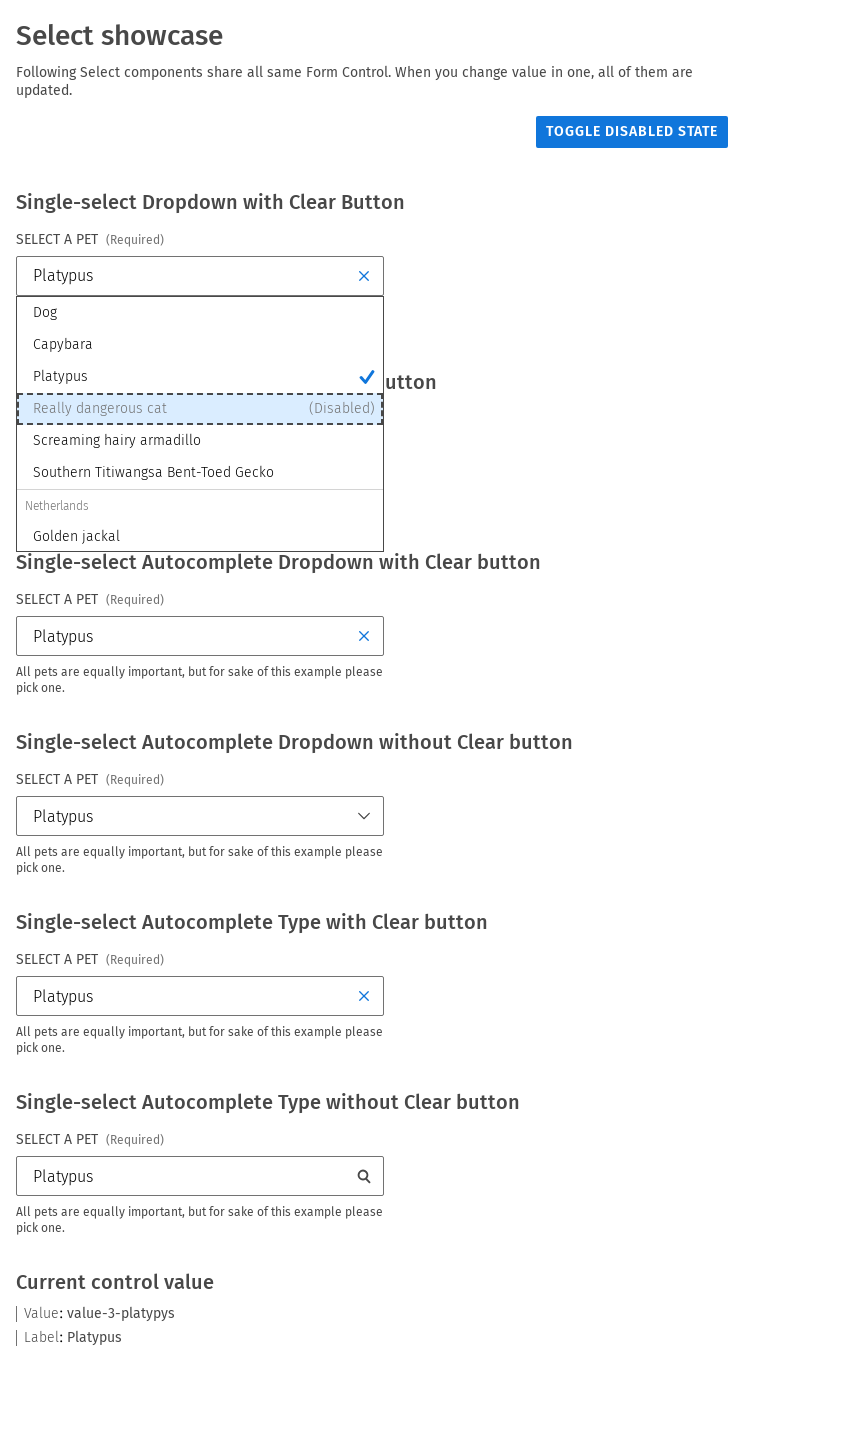 Select showcase
Following Select components share all same Form Control. When you change value in one, all of them are
updated.
TOGGLE DISABLED STATE
Single-select Dropdown with Clear Button
SELECT A PET (Required)
Platypus
Dog
Capybara
Platypus
utton
Really dangerous cat (Disabled)
Screaming hairy armadillo
Southern Titiwangsa Bent-Toed Gecko
Netherlands
Golden jackal
Single-select Autocomplete Dropdown with Clear button
SELECT A PET (Required)
Platypus
All pets are equally important, but for sake of this example please
pick one.
Single-select Autocomplete Dropdown without Clear button
SELECT A PET (Required)
Platypus
All pets are equally important, but for sake of this example please
pick one.
Single-select Autocomplete Type with Clear button
SELECT A PET (Required)
Platypus
All pets are equally important, but for sake of this example please
pick one.
Single-select Autocomplete Type without Clear button
SELECT A PET (Required)
Platypus
All pets are equally important, but for sake of this example please
pick one.
Current control value
Value: value-3-platypys
Label: Platypus